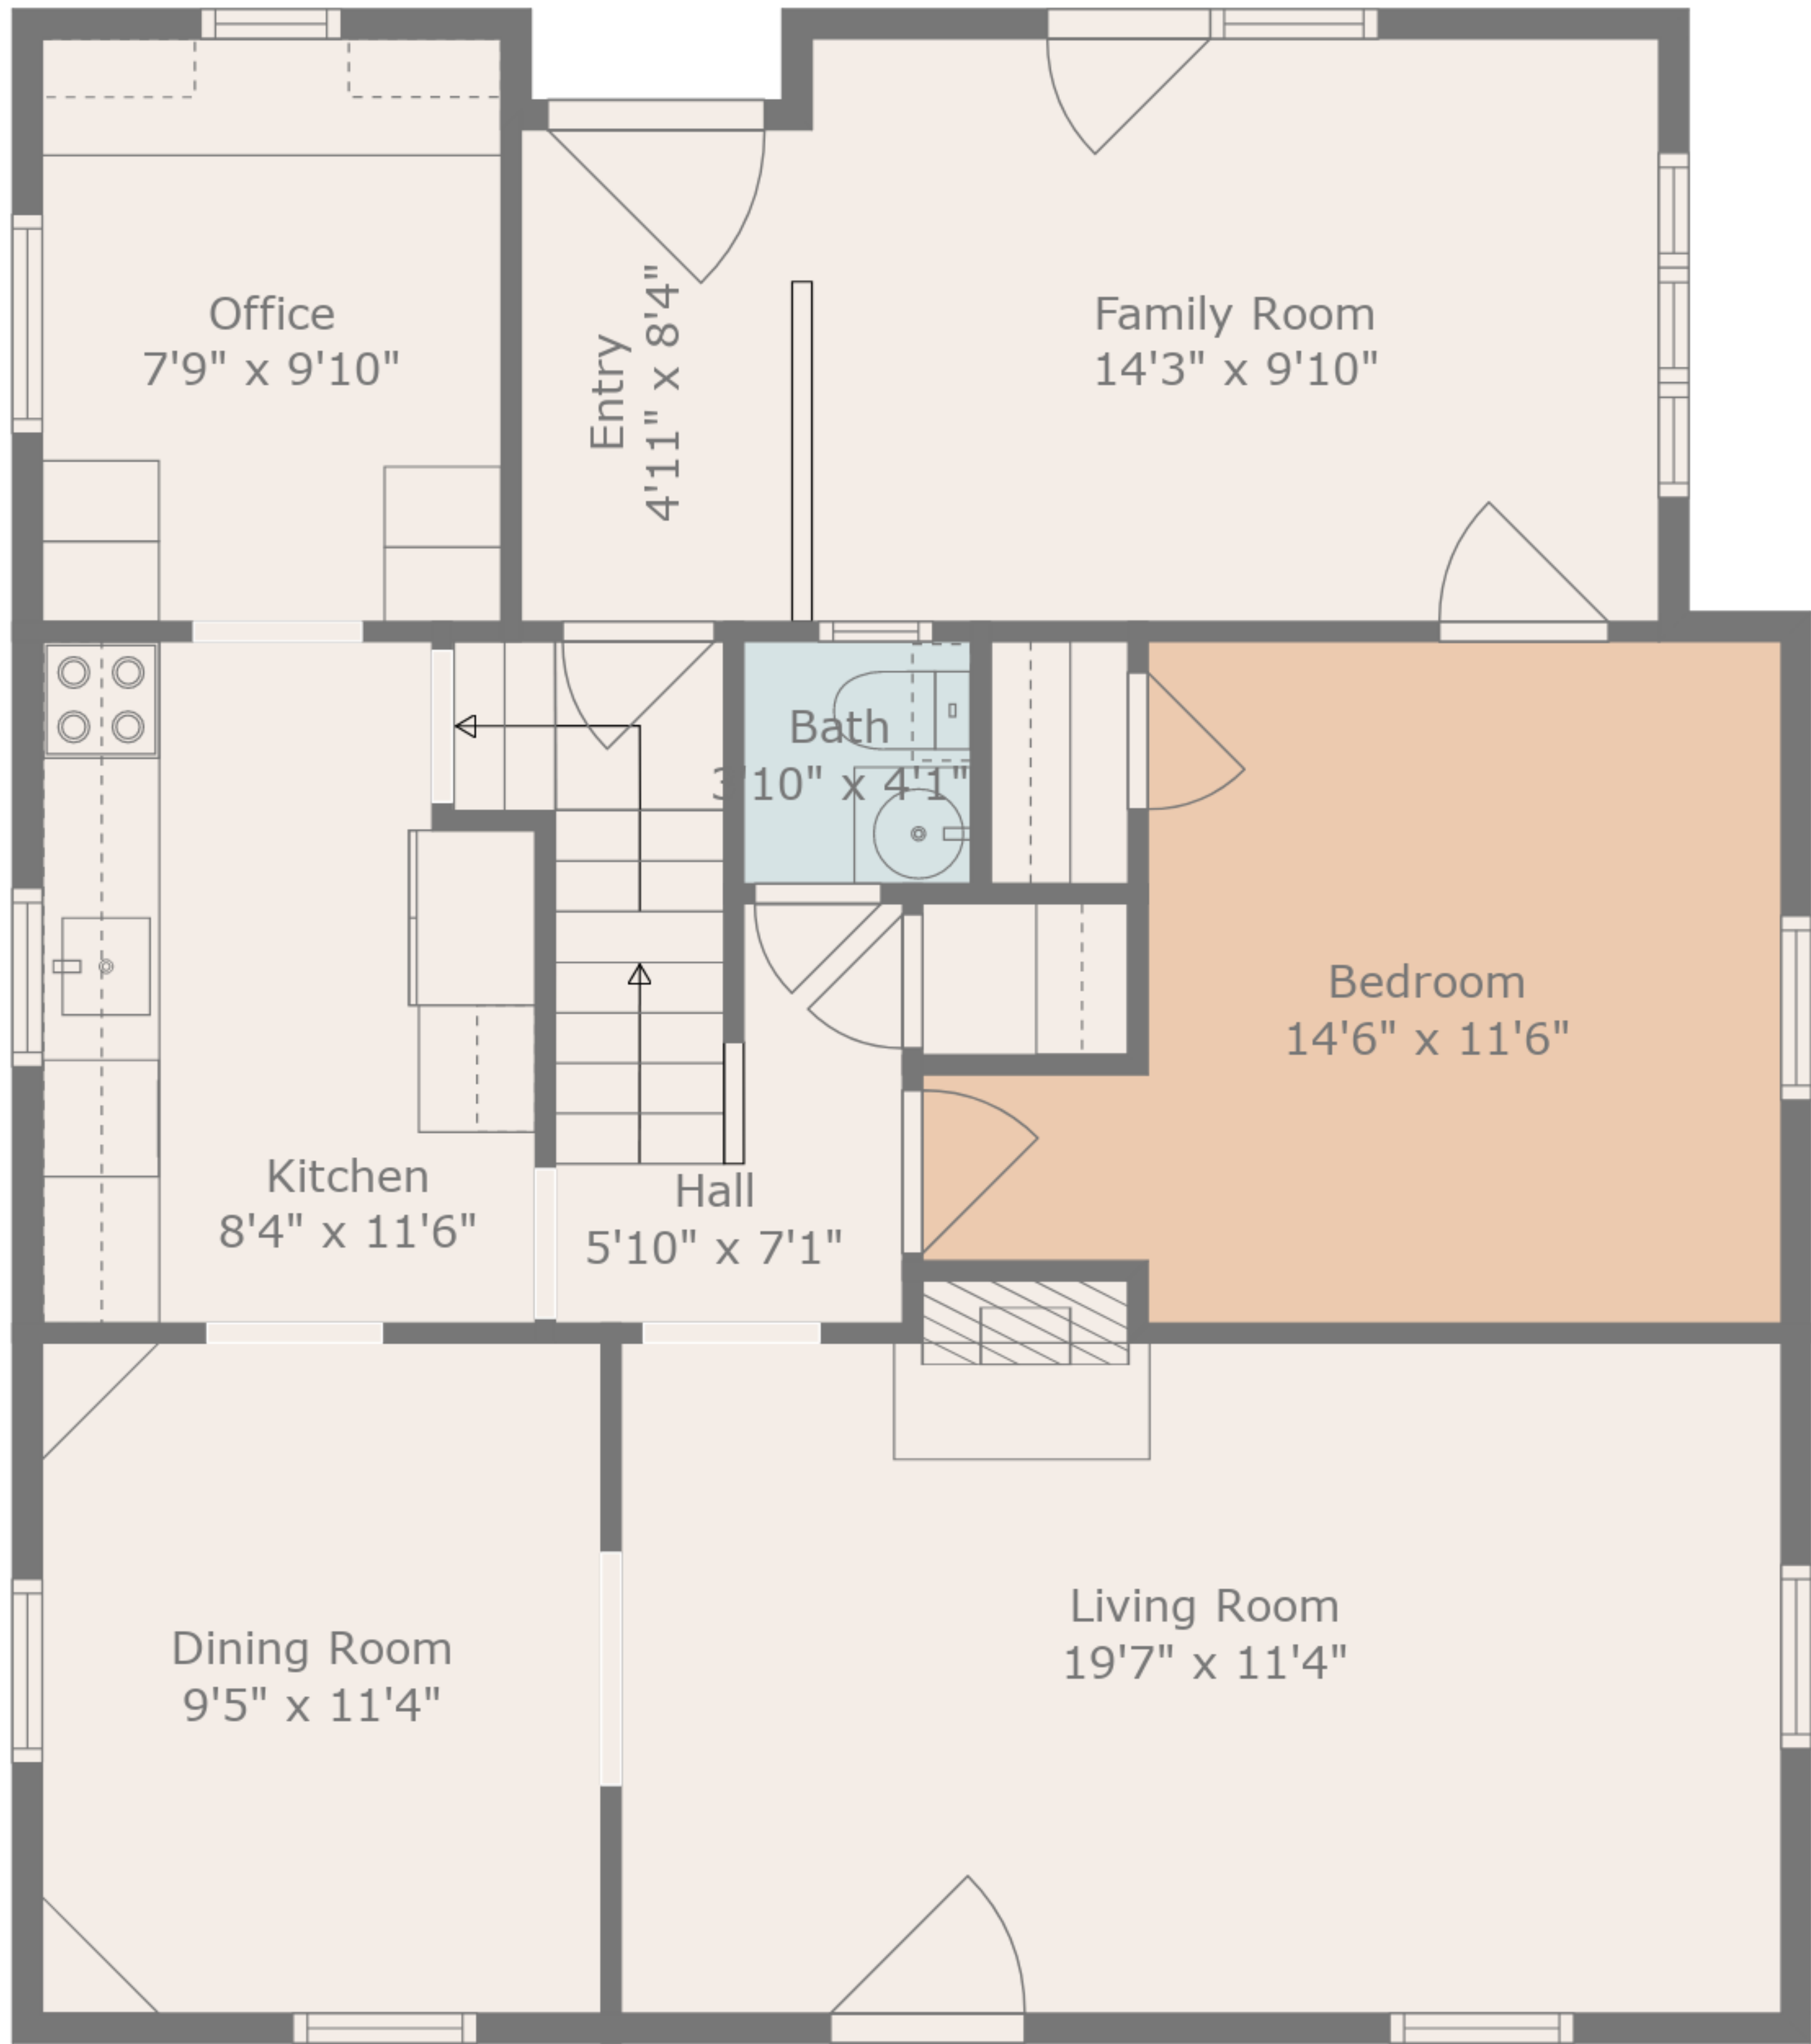 Office
7'9" x 9'10"
Entry
4'11" x 8'4"
Family Room
14'3" x 9'10"
Bath
3'10" x 4'1"
Bedroom
14'6" x 11'6"
Kitchen
8'4" x 11'6"
Hall
5'10" x 7'1"
Dining Room
9'5" x 11'4"
Living Room
19'7" x 11'4"